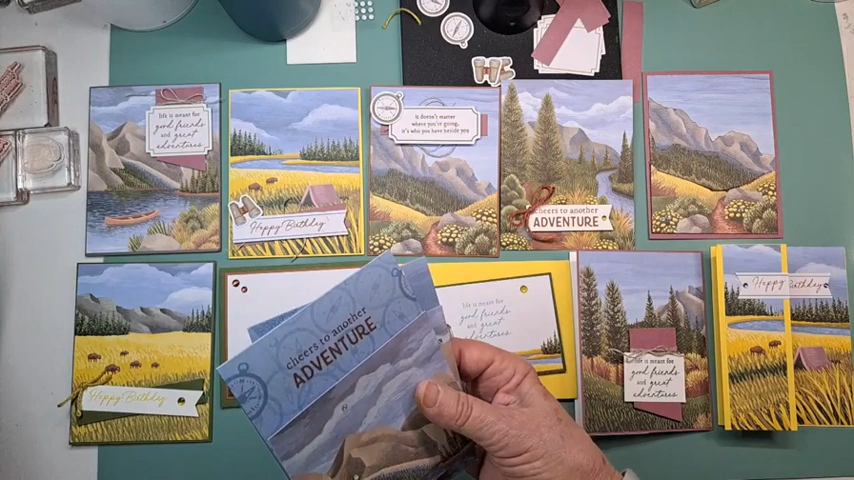 life is meant for
good friends
and great
adventures.
Happy Birthday
it doesn't matter
where you're going,
it's who you have beside you
cheers to another
ADVENTURE
Happy Birthday
cheers to another
ADVENTURE
life is meant for
good friends
and great
adventures.
life is meant for
good friends
and great
adventures.
Happy Birthday